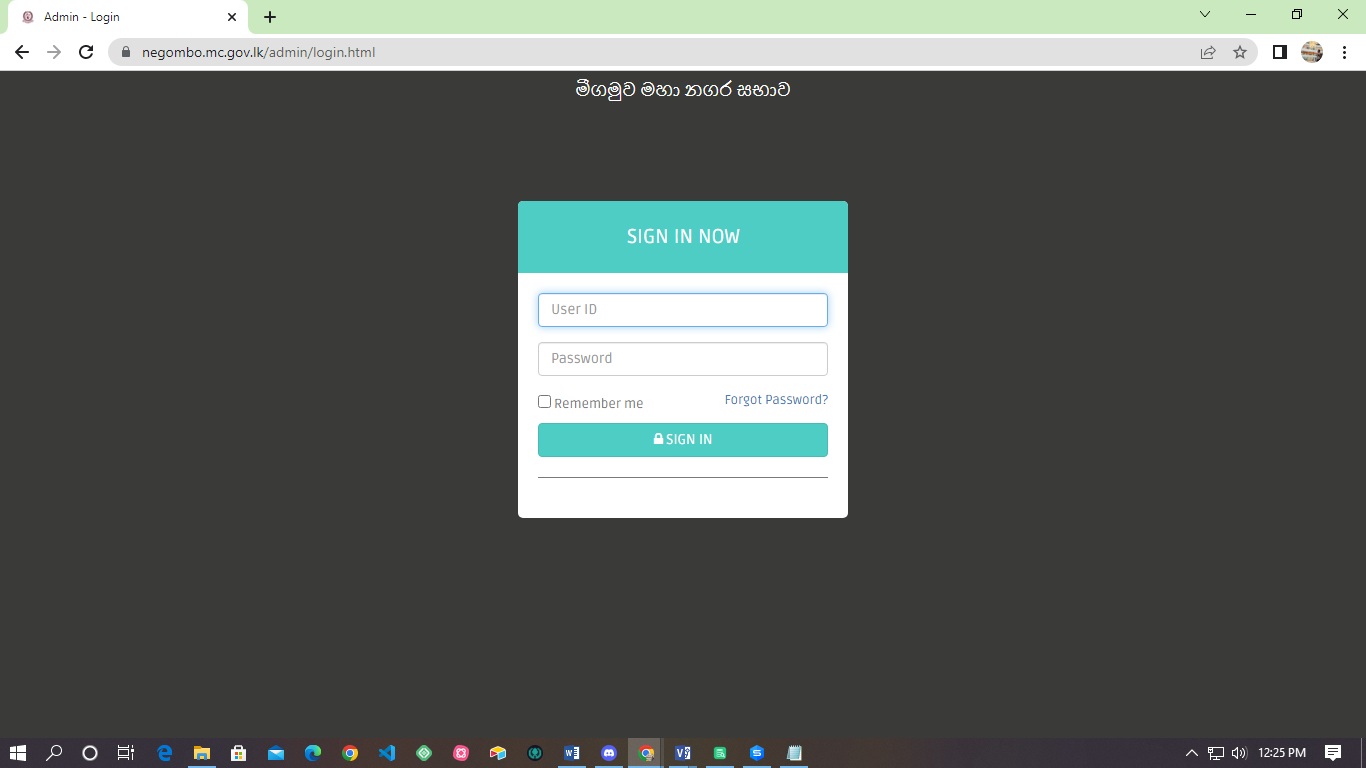 Admin - Login
negombo.mc.gov.lk/admin/login.html
මීගමුව මහා නගර සභාව
SIGN IN NOW
User ID
Password
Remember me
Forgot Password?
SIGN IN
12:25 PM